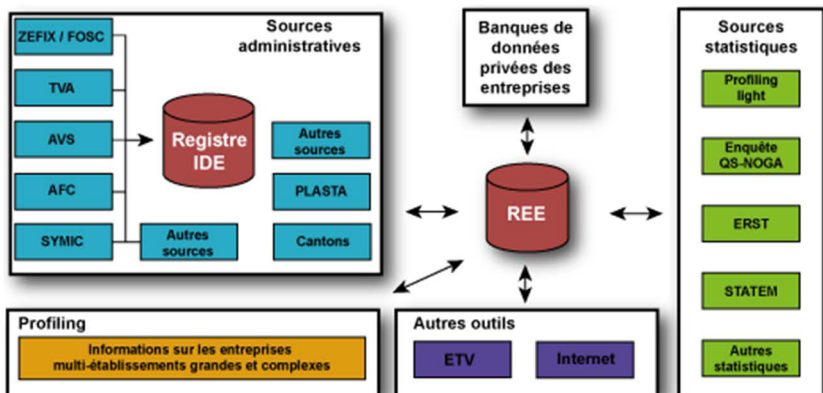 Sources
administratives
ZEFIX / FOSC
TVA
AVS
AFC
SYMIC
Autres
sources
Registre
IDE
Autres
sources
PLASTA
Cantons
Banques de
données
privées des
entreprises
REE
Sources
statistiques
Profiling
light
Enquête
QS-NOGA
ERST
STATEM
Autres
statistiques
Profiling
Informations sur les entreprises
multi-établissements grandes et complexes
Autres outils
ETV
Internet